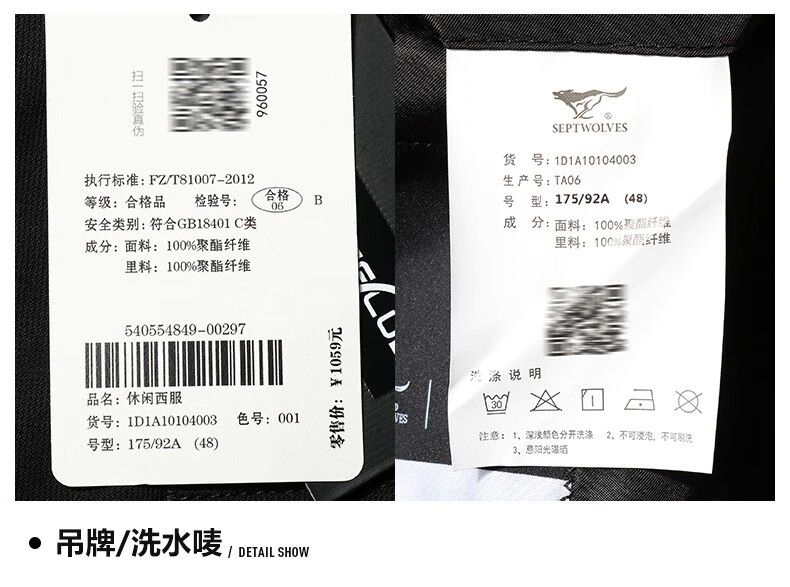 扫一扫验真伪
960057
执行标准: FZ/T81007-2012
等级: 合格品 检验号: 合格 06 B
安全类别: 符合GB18401 C类
成分: 面料: 100%聚酯纤维
里料: 100%聚酯纤维
540554849-00297
品名: 休闲西服
货号: 1D1A10104003 色号: 001
号型: 175/92A (48)
零售价: ¥1059元
SEPTWOLVES
货 号: 1D1A10104003
生产号: TA06
号 型: 175/92A (48)
成 分: 面料: 100%聚酯纤维
里料: 100%聚酯纤维
洗涤说明
30
注意: 1、深浅颜色分开洗涤 2、不可浸泡, 不可刷洗
3、忌阳光曝晒
• 吊牌/洗水唛 / DETAIL SHOW